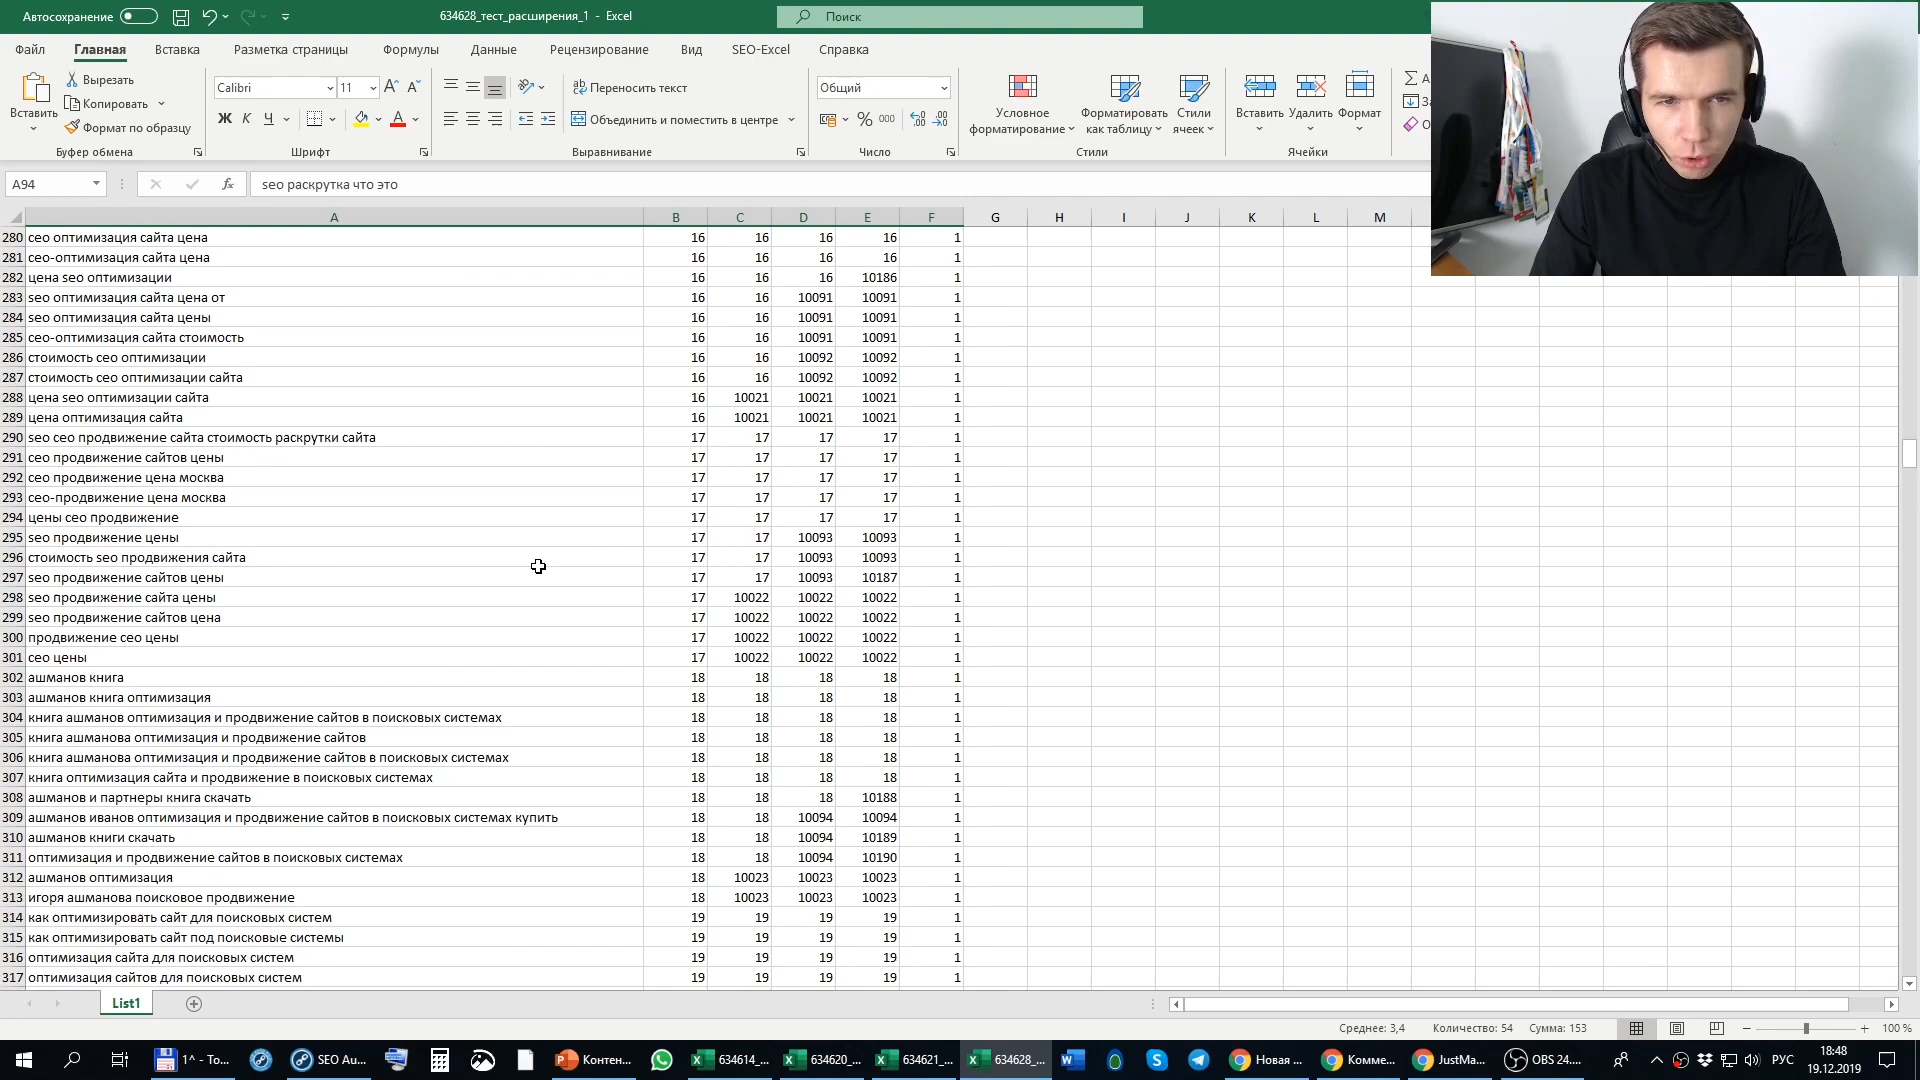 Автосохранение
634628_тест_расширения_1 - Excel
Поиск
Файл Главная Вставка Разметка страницы Формулы Данные Рецензирование Вид SEO-Excel Справка
Вставить
Вырезать
Копировать
Формат по образцу
Буфер обмена
Calibri 11
Ж К Ч
Шрифт
Переносить текст
Объединить и поместить в центре
Выравнивание
Общий
% 000
Число
Условное форматирование
Форматировать как таблицу
Стили ячеек
Стили
Вставить Удалить Формат
Ячейки
A94 fx seo раскрутка что это
A B C D E F G H I J K L M
280 сео оптимизация сайта цена 16 16 16 16 1
281 сео-оптимизация сайта цена 16 16 16 16 1
282 цена seo оптимизации 16 16 16 10186 1
283 seo оптимизация сайта цена от 16 16 10091 10091 1
284 seo оптимизация сайта цены 16 16 10091 10091 1
285 сео-оптимизация сайта стоимость 16 16 10091 10091 1
286 стоимость сео оптимизации 16 16 10092 10092 1
287 стоимость сео оптимизации сайта 16 16 10092 10092 1
288 цена seo оптимизации сайта 16 10021 10021 10021 1
289 цена оптимизация сайта 16 10021 10021 10021 1
290 seo сео продвижение сайта стоимость раскрутки сайта 17 17 17 17 1
291 сео продвижение сайтов цены 17 17 17 17 1
292 сео продвижение цена москва 17 17 17 17 1
293 сео-продвижение цена москва 17 17 17 17 1
294 цены сео продвижение 17 17 17 17 1
295 seo продвижение цены 17 17 10093 10093 1
296 стоимость seo продвижения сайта 17 17 10093 10093 1
297 seo продвижение сайтов цены 17 17 10093 10187 1
298 seo продвижение сайта цены 17 10022 10022 10022 1
299 seo продвижение сайтов цена 17 10022 10022 10022 1
300 продвижение сео цены 17 10022 10022 10022 1
301 сео цены 17 10022 10022 10022 1
302 ашманов книга 18 18 18 18 1
303 ашманов книга оптимизация 18 18 18 18 1
304 книга ашманов оптимизация и продвижение сайтов в поисковых системах 18 18 18 18 1
305 книга ашманова оптимизация и продвижение сайтов 18 18 18 18 1
306 книга ашманова оптимизация и продвижение сайтов в поисковых системах 18 18 18 18 1
307 книга оптимизация сайта и продвижение в поисковых системах 18 18 18 18 1
308 ашманов и партнеры книга скачать 18 18 18 10188 1
309 ашманов иванов оптимизация и продвижение сайтов в поисковых системах купить 18 18 10094 10094 1
310 ашманов книги скачать 18 18 10094 10189 1
311 оптимизация и продвижение сайтов в поисковых системах 18 18 10094 10190 1
312 ашманов оптимизация 18 10023 10023 10023 1
313 игоря ашманова поисковое продвижение 18 10023 10023 10023 1
314 как оптимизировать сайт для поисковых систем 19 19 19 19 1
315 как оптимизировать сайт под поисковые системы 19 19 19 19 1
316 оптимизация сайта для поисковых систем 19 19 19 19 1
317 оптимизация сайтов для поисковых систем 19 19 19 19 1
List1
Среднее: 3,4 Количество: 54 Сумма: 153 100 %
1^ - To... SEO Au... Контен... 634614_... 634620_... 634621_... 634628_... Новая ... Комме... JustMa... OBS 24.... РУС 18:48
19.12.2019